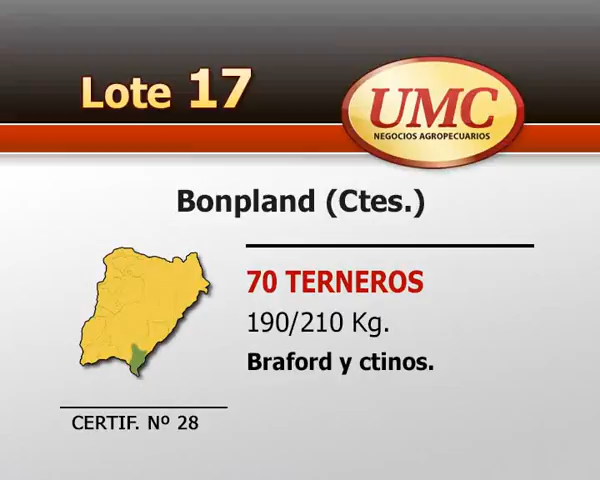 Lote 17
UMC
NEGOCIOS AGROPECUARIOS
Bonpland (Ctes.)
70 TERNEROS
190/210 Kg.
Braford y ctinos.
CERTIF. Nº 28